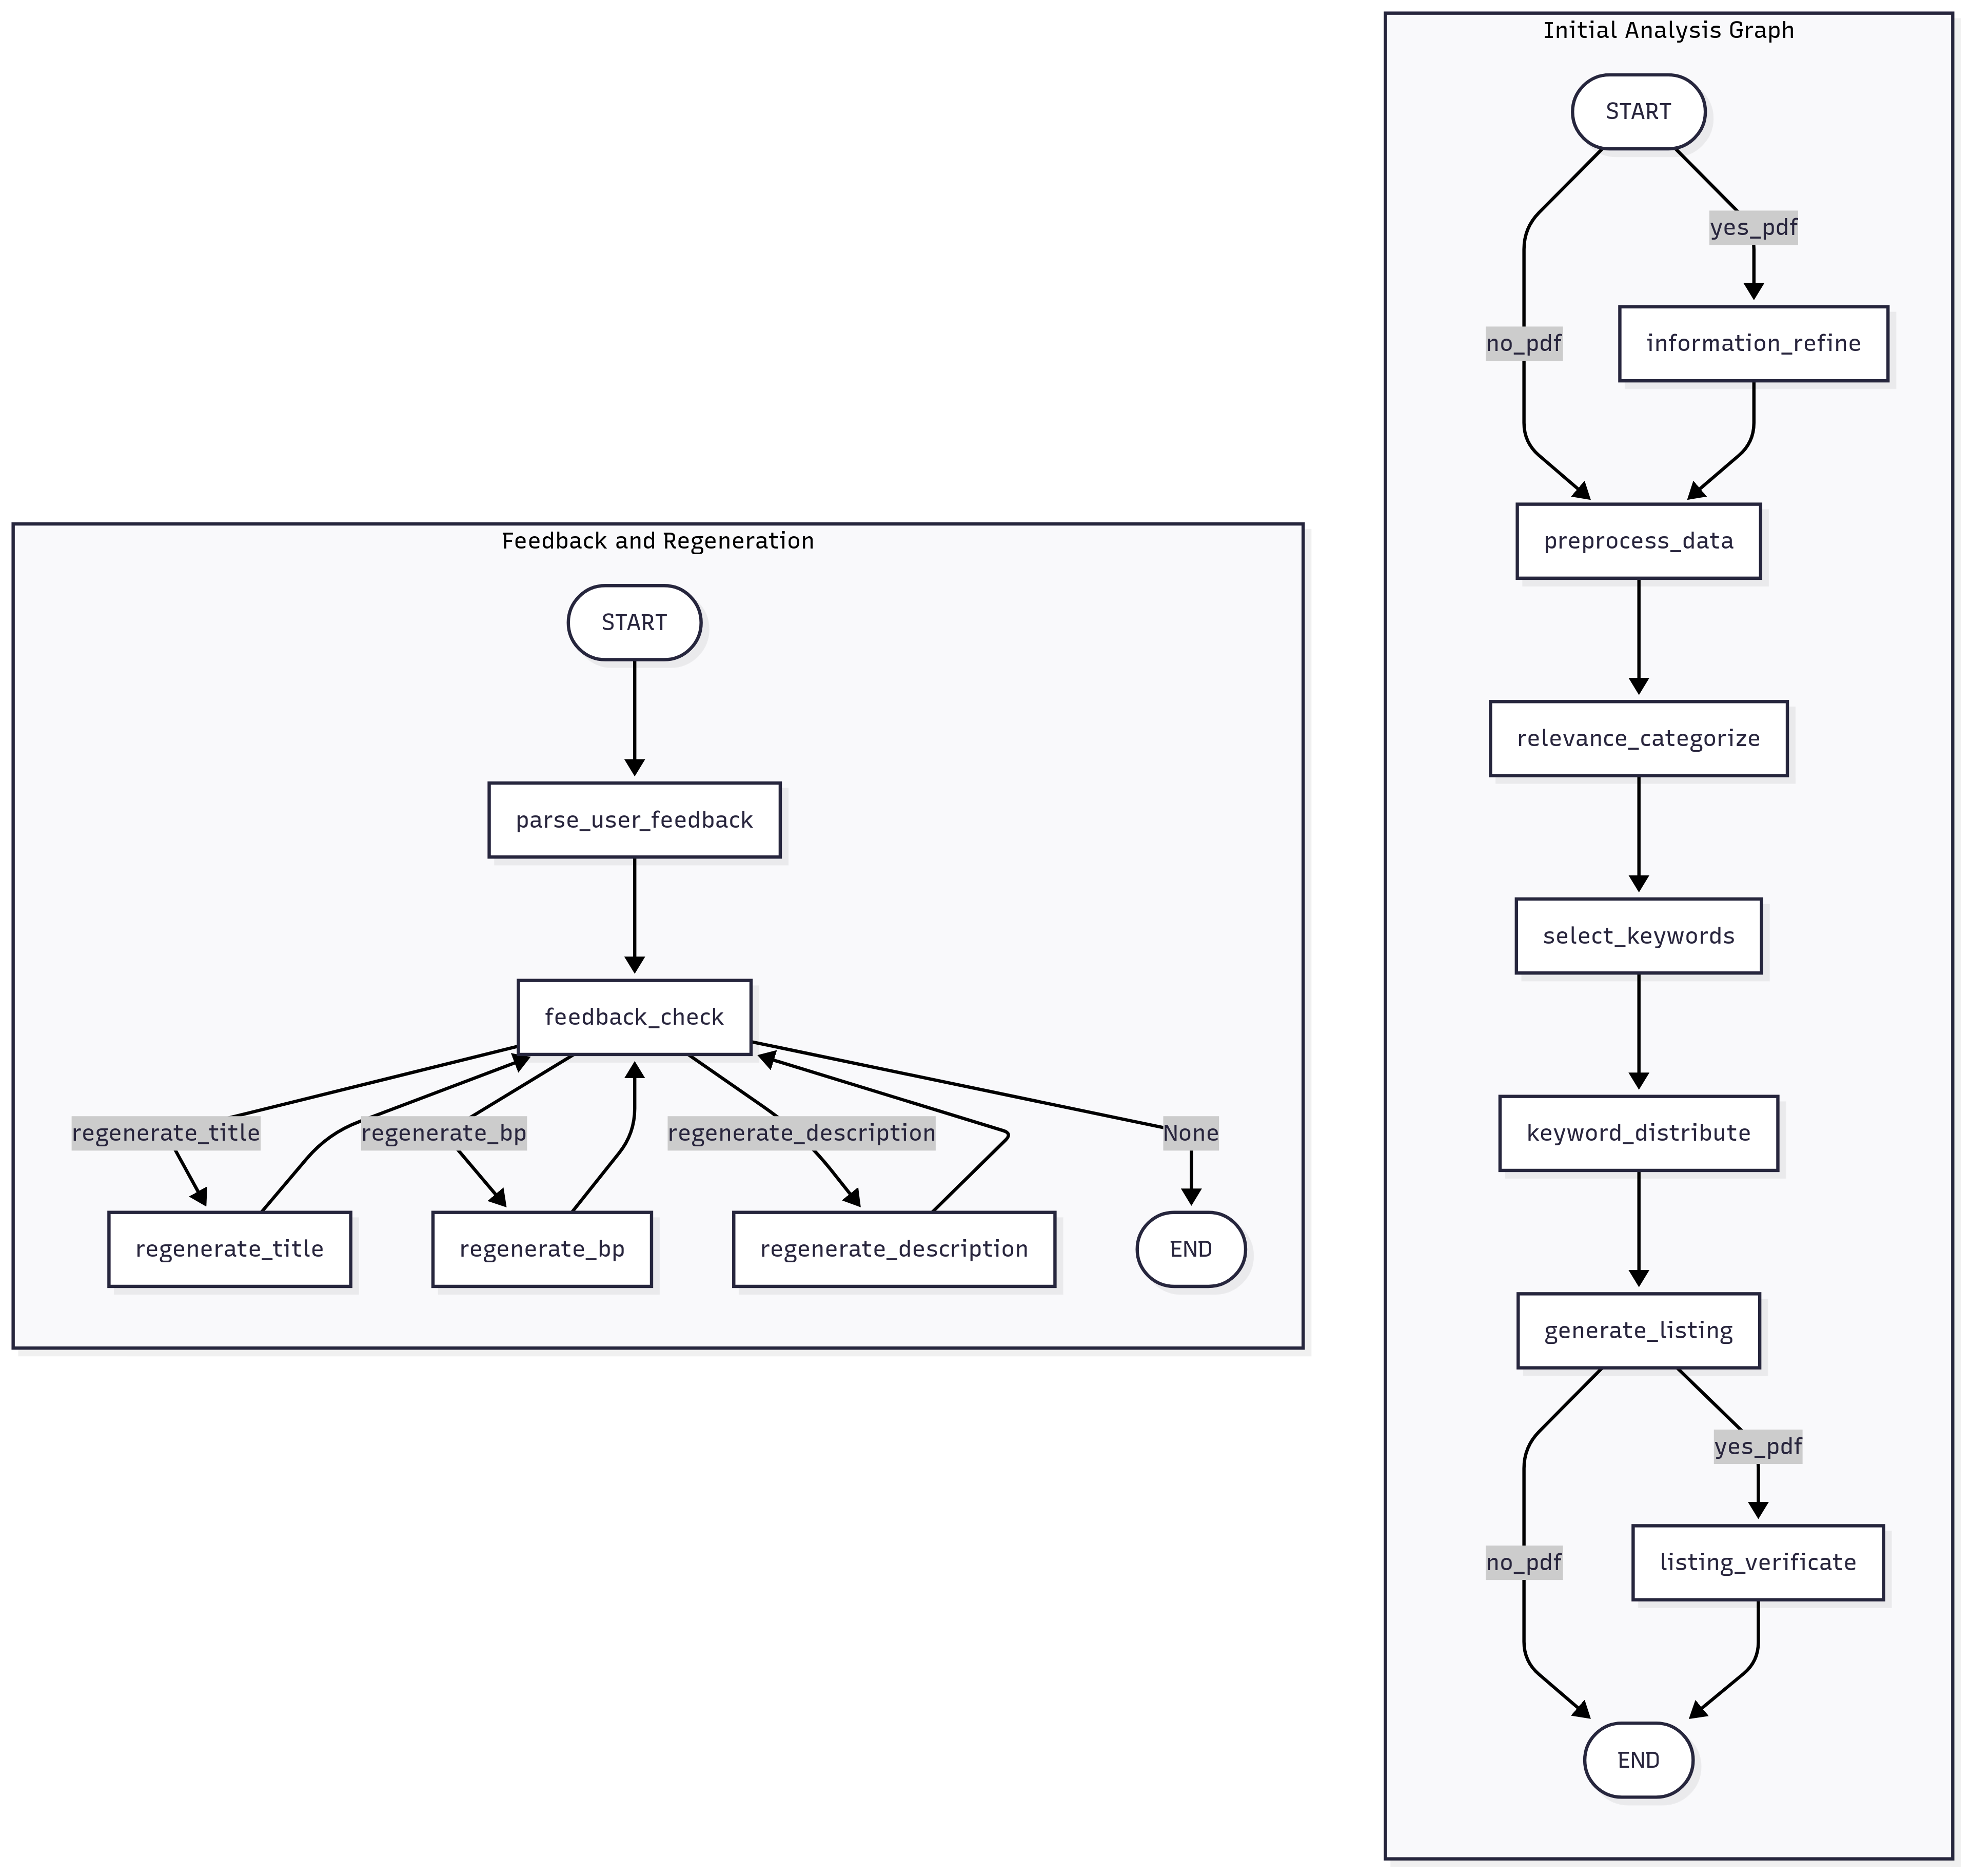 Feedback and Regeneration
START
parse_user_feedback
feedback_check
regenerate_title
regenerate_bp
regenerate_description
None
regenerate_title
regenerate_bp
regenerate_description
END
Initial Analysis Graph
START
yes_pdf
no_pdf
information_refine
preprocess_data
relevance_categorize
select_keywords
keyword_distribute
generate_listing
yes_pdf
no_pdf
listing_verificate
END